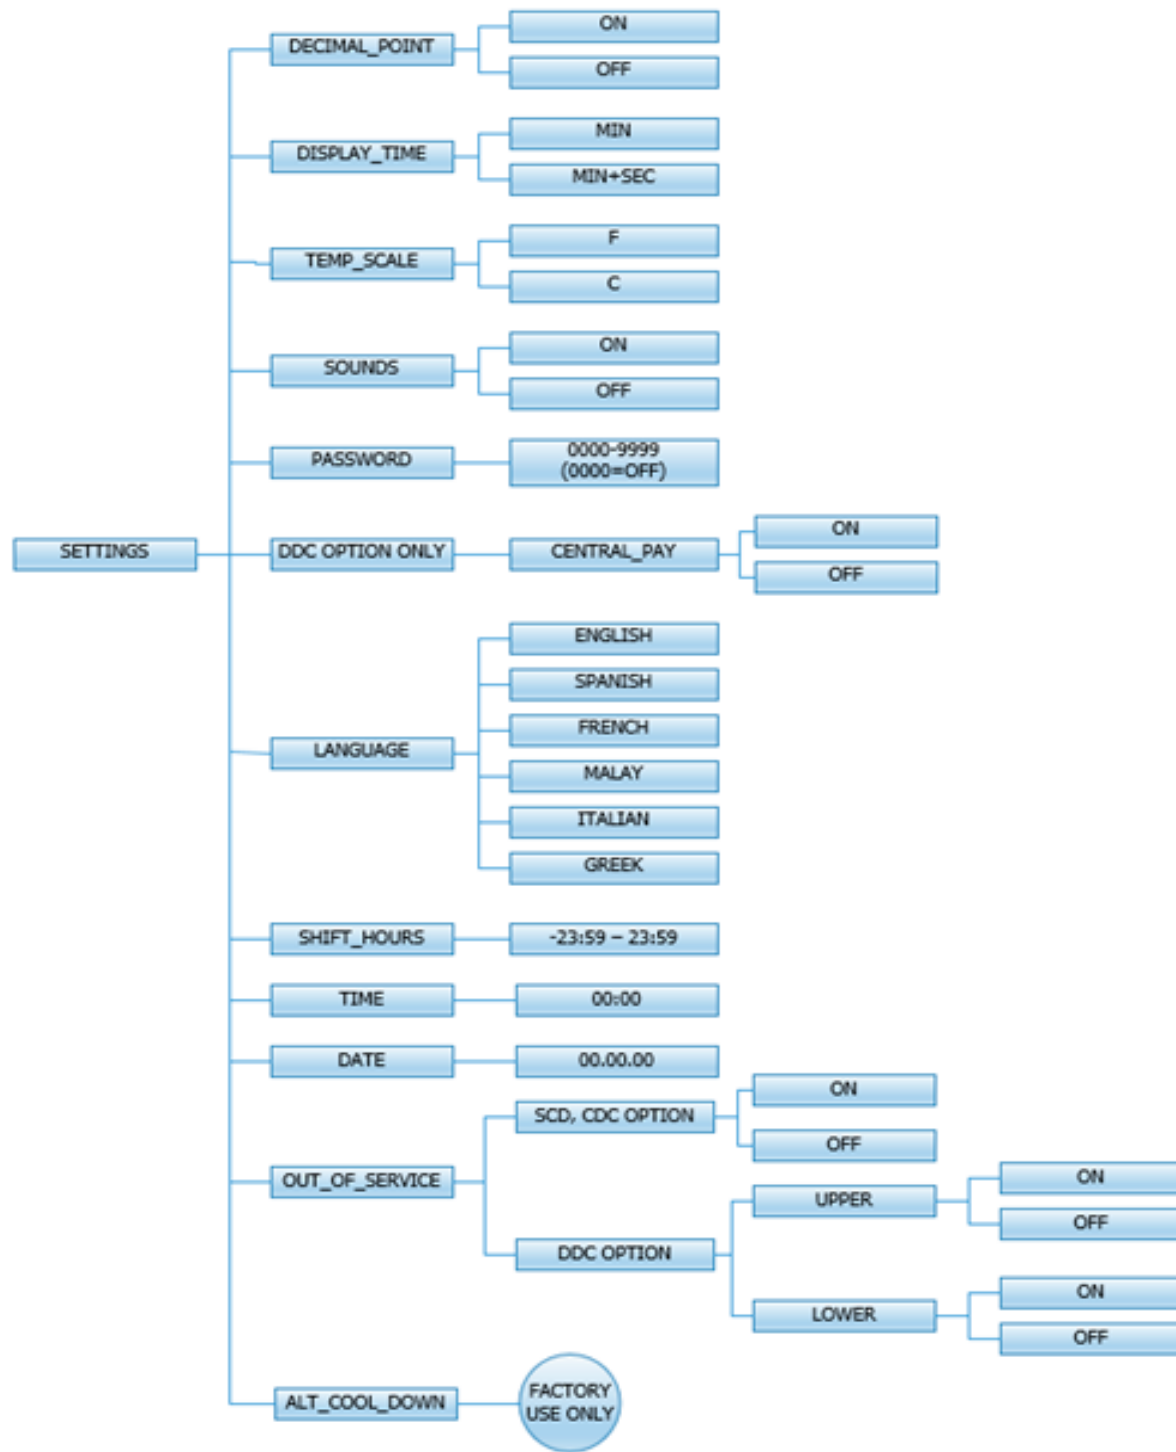 DECIMAL_POINT
ON
OFF
DISPLAY_TIME
MIN
MIN+SEC
TEMP_SCALE
F
C
SOUNDS
ON
OFF
PASSWORD
0000-9999
(0000=OFF)
SETTINGS
DDC OPTION ONLY
CENTRAL_PAY
ON
OFF
LANGUAGE
ENGLISH
SPANISH
FRENCH
MALAY
ITALIAN
GREEK
SHIFT_HOURS
-23:59 – 23:59
TIME
00:00
DATE
00.00.00
OUT_OF_SERVICE
SCD, CDC OPTION
ON
OFF
DDC OPTION
UPPER
ON
OFF
LOWER
ON
OFF
ALT_COOL_DOWN
FACTORY
USE ONLY